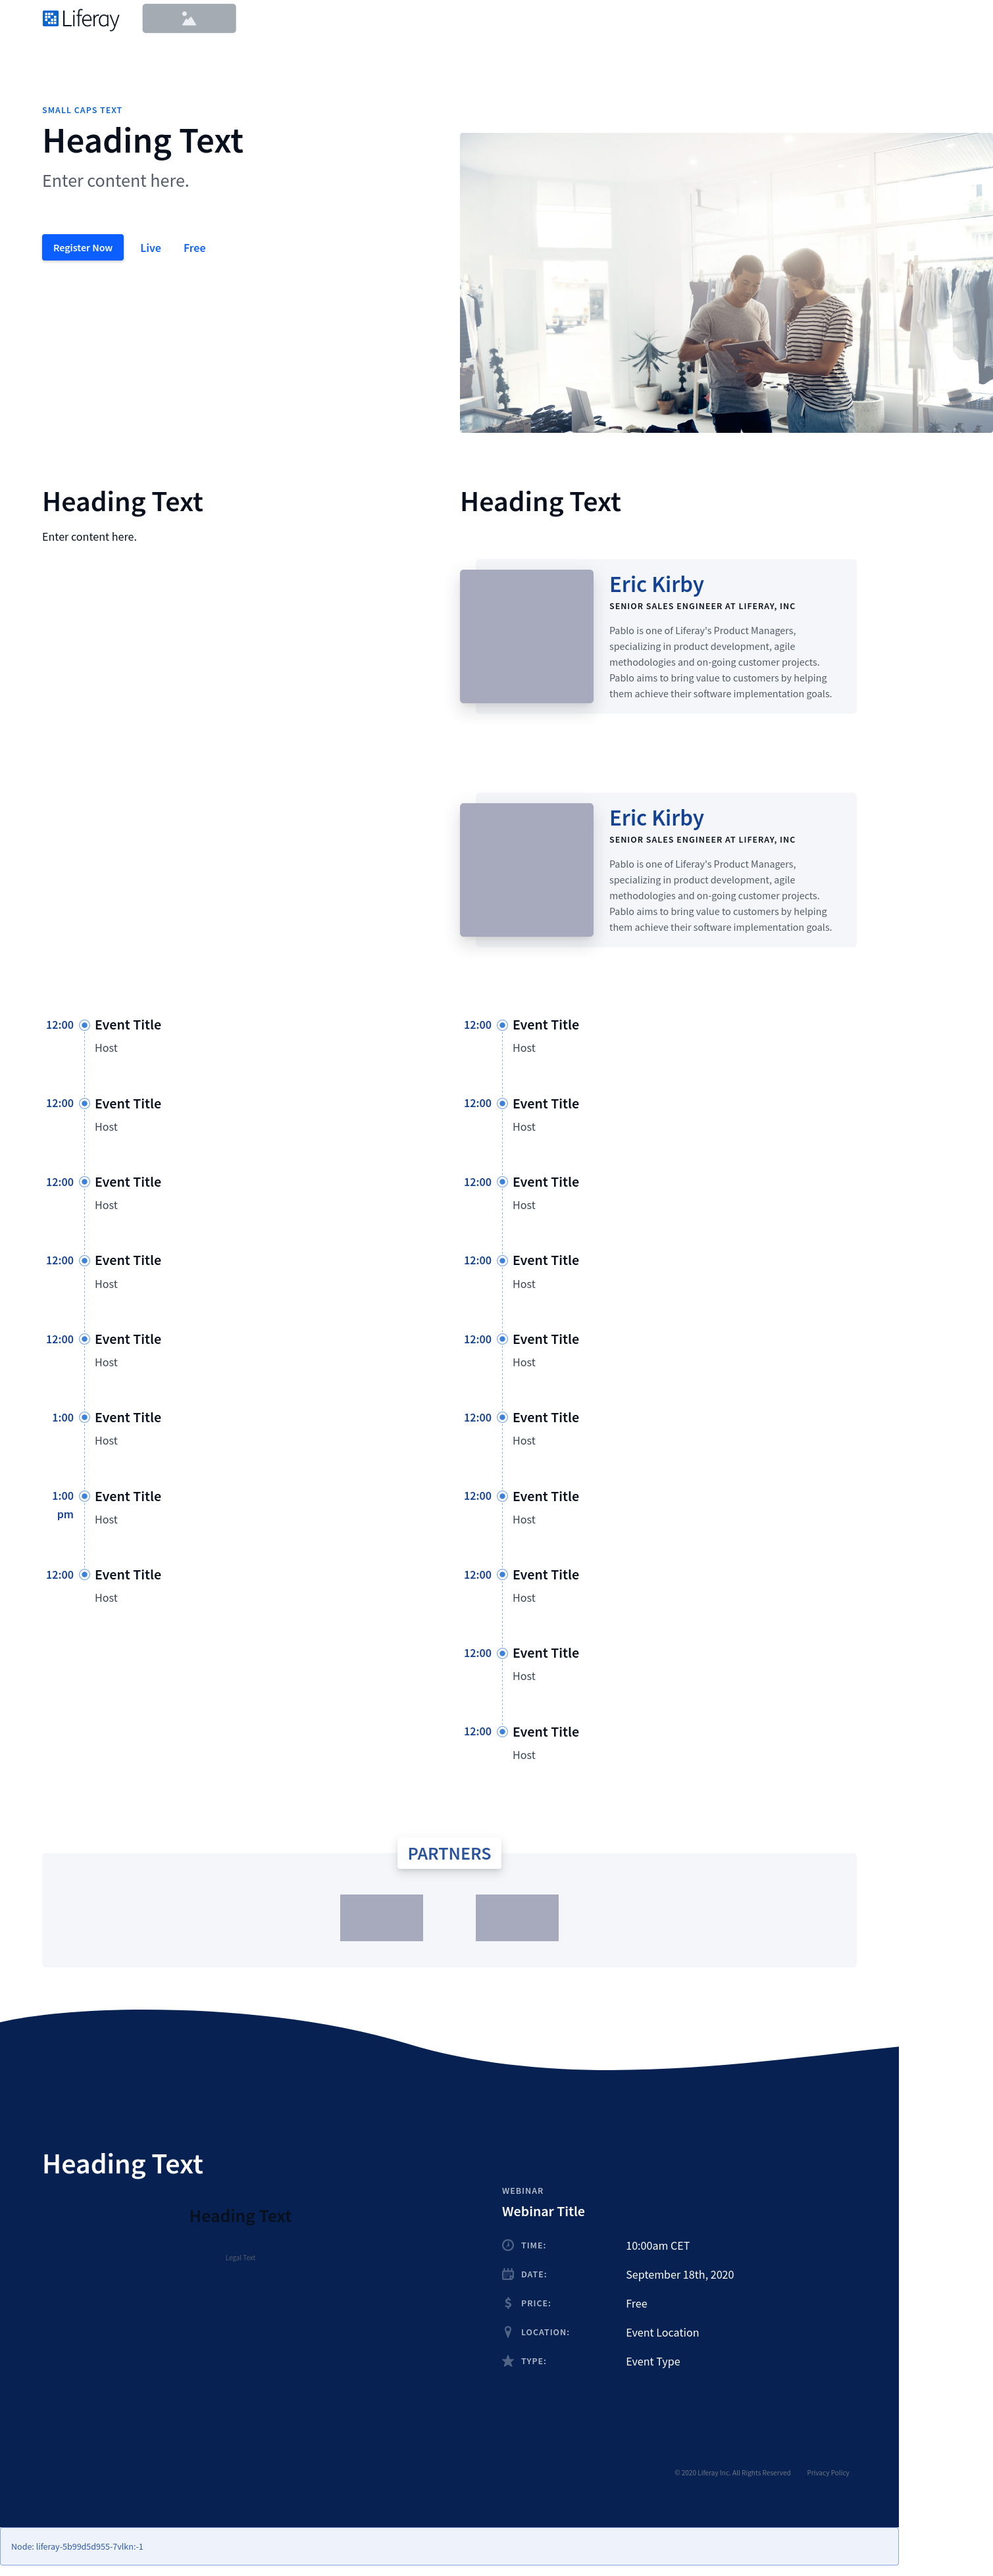 Liferay
SMALL CAPS TEXT
Heading Text
Enter content here.
Register Now
Live
Free
Heading Text
Enter content here.
Heading Text
Eric Kirby
SENIOR SALES ENGINEER AT LIFERAY, INC
Pablo is one of Liferay's Product Managers,
specializing in product development, agile
methodologies and on-going customer projects.
Pablo aims to bring value to customers by helping
them achieve their software implementation goals.
Eric Kirby
SENIOR SALES ENGINEER AT LIFERAY, INC
Pablo is one of Liferay's Product Managers,
specializing in product development, agile
methodologies and on-going customer projects.
Pablo aims to bring value to customers by helping
them achieve their software implementation goals.
12:00 Event Title
Host
12:00 Event Title
Host
12:00 Event Title
Host
12:00 Event Title
Host
12:00 Event Title
Host
1:00 Event Title
Host
1:00 Event Title
pm Host
12:00 Event Title
Host
12:00 Event Title
Host
12:00 Event Title
Host
12:00 Event Title
Host
12:00 Event Title
Host
12:00 Event Title
Host
12:00 Event Title
Host
12:00 Event Title
Host
12:00 Event Title
Host
12:00 Event Title
Host
12:00 Event Title
Host
PARTNERS
Heading Text
Heading Text
Legal Text
WEBINAR
Webinar Title
TIME: 10:00am CET
DATE: September 18th, 2020
PRICE: Free
LOCATION: Event Location
TYPE: Event Type
© 2020 Liferay Inc. All Rights Reserved Privacy Policy
Node: liferay-5b99d5d955-7vlkn:-1